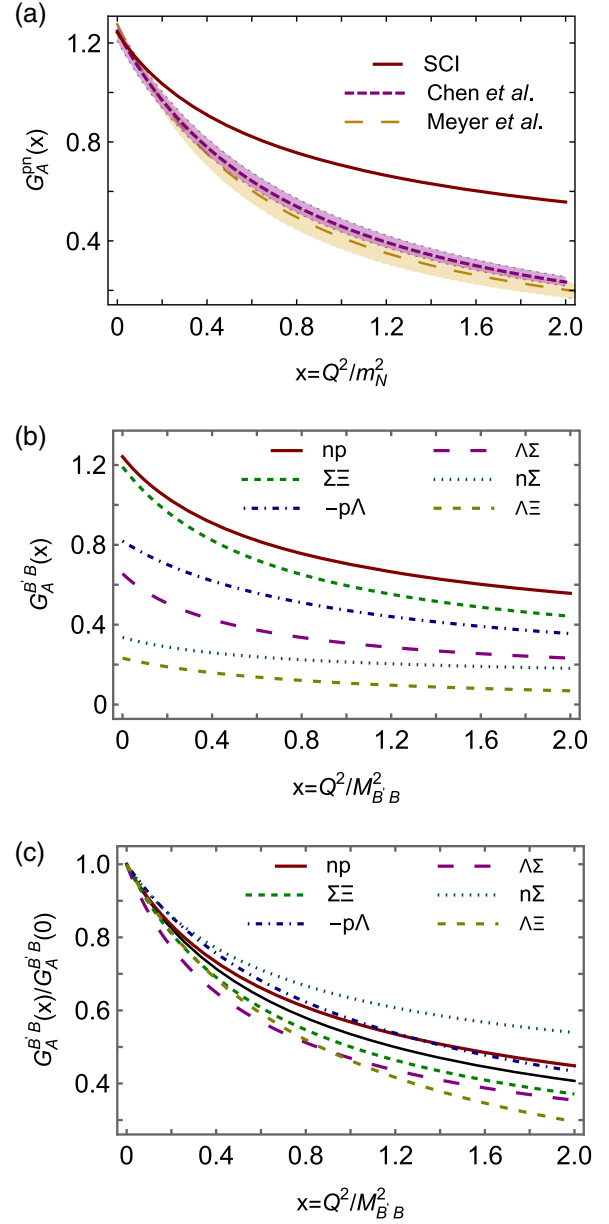 (a)
1.2
0.8
0.4
G_A^pn(x)
SCI
Chen et al.
Meyer et al.
0 0.4 0.8 1.2 1.6 2.0
x=Q²/m_N²
(b)
1.2
0.8
0.4
0
G_A^B'B(x)
np ΛΣ
ΣΞ nΣ
-pΛ ΛΞ
0 0.4 0.8 1.2 1.6 2.0
x=Q²/M_B'B²
(c)
1.0
0.8
0.6
0.4
G_A^B'B(x)/G_A^B'B(0)
np ΛΣ
ΣΞ nΣ
-pΛ ΛΞ
0 0.4 0.8 1.2 1.6 2.0
x=Q²/M_B'B²